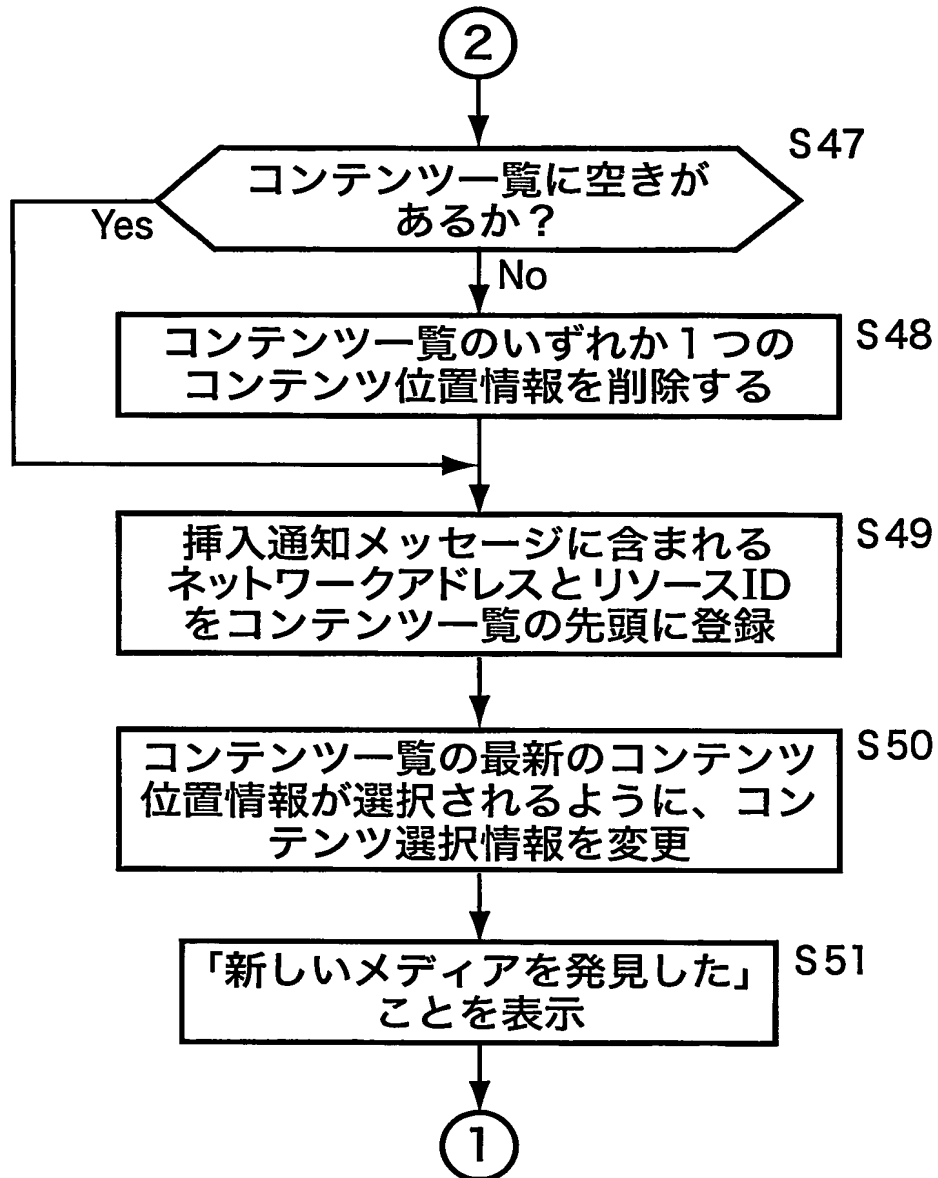 2
S47
コンテンツ一覧に空きが
あるか？
Yes
No
S48
コンテンツ一覧のいずれか１つの
コンテンツ位置情報を削除する
S49
挿入通知メッセージに含まれる
ネットワークアドレスとリソースID
をコンテンツ一覧の先頭に登録
S50
コンテンツ一覧の最新のコンテンツ
位置情報が選択されるように、コン
テンツ選択情報を変更
S51
「新しいメディアを発見した」
ことを表示
1